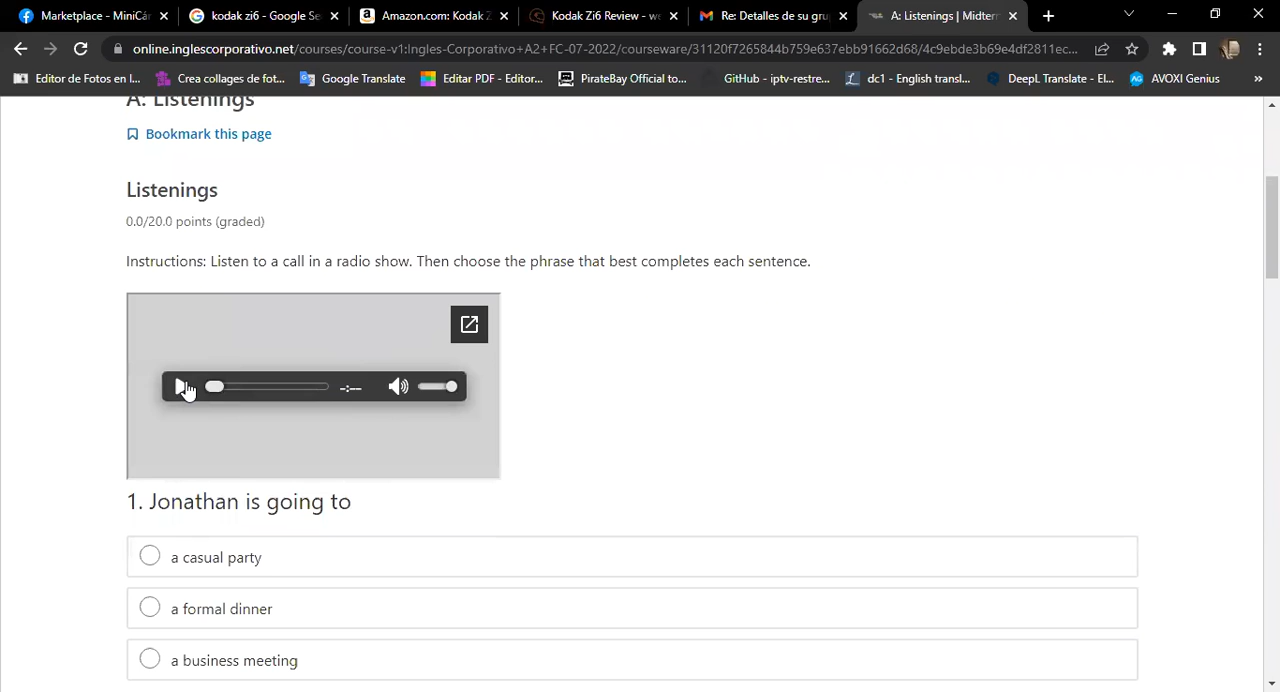 Marketplace - MiniCár
kodak zi6 - Google Se
Amazon.com: Kodak Z
Kodak Zi6 Review - we
Re: Detalles de su gru
A: Listenings | Midterm
online.inglescorporativo.net/courses/course-v1:Ingles-Corporativo+A2+FC-07-2022/courseware/31120f7265844b759e637ebb91662d68/4c9ebde3b69e4df2811ec...
Editor de Fotos en l...
Crea collages de fot...
Google Translate
Editar PDF - Editor...
PirateBay Official to...
GitHub - iptv-restre...
dc1 - English transl...
DeepL Translate - El...
AVOXI Genius
»
A: Listenings
Bookmark this page
Listenings
0.0/20.0 points (graded)
Instructions: Listen to a call in a radio show. Then choose the phrase that best completes each sentence.
-:--
1. Jonathan is going to
a casual party
a formal dinner
a business meeting